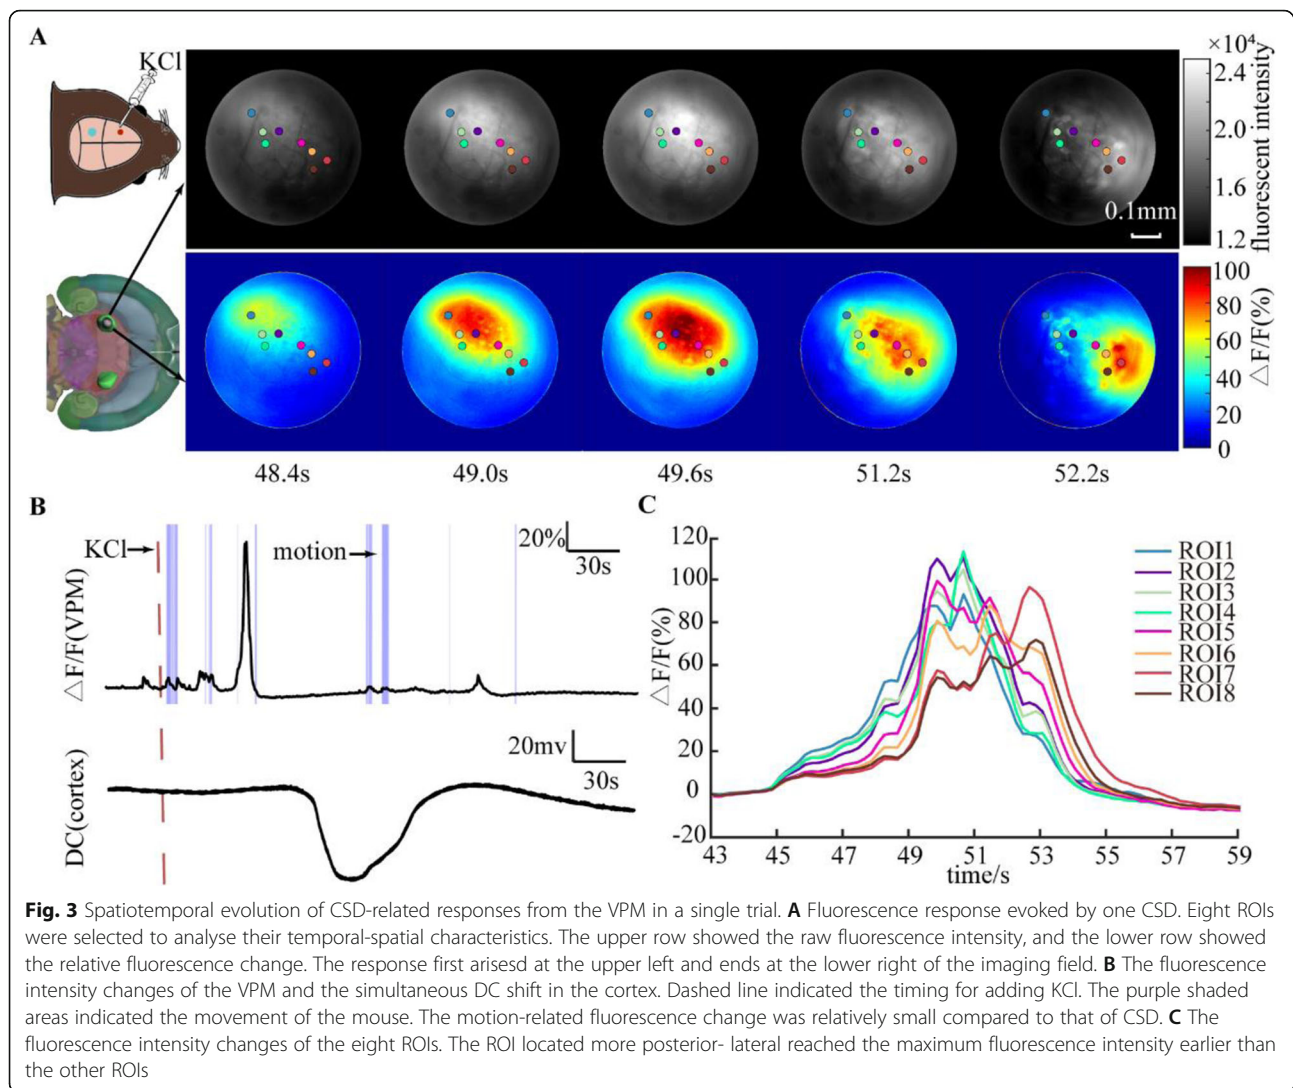 A
KCl
×10⁴
2.4
2.0
1.6
1.2
fluorescent intensity
0.1mm
100
80
60
40
20
0
△F/F(%)
48.4s
49.0s
49.6s
51.2s
52.2s
B
KCl
motion
20%
30s
△F/F(VPM)
20mv
30s
DC(cortex)
C
120
100
80
60
40
20
0
-20
△F/F(%)
43
45
47
49
51
53
55
57
59
time/s
ROI1
ROI2
ROI3
ROI4
ROI5
ROI6
ROI7
ROI8
Fig. 3 Spatiotemporal evolution of CSD-related responses from the VPM in a single trial. A Fluorescence response evoked by one CSD. Eight ROIs
were selected to analyse their temporal-spatial characteristics. The upper row showed the raw fluorescence intensity, and the lower row showed
the relative fluorescence change. The response first arisesd at the upper left and ends at the lower right of the imaging field. B The fluorescence
intensity changes of the VPM and the simultaneous DC shift in the cortex. Dashed line indicated the timing for adding KCl. The purple shaded
areas indicated the movement of the mouse. The motion-related fluorescence change was relatively small compared to that of CSD. C The
fluorescence intensity changes of the eight ROIs. The ROI located more posterior- lateral reached the maximum fluorescence intensity earlier than
the other ROIs